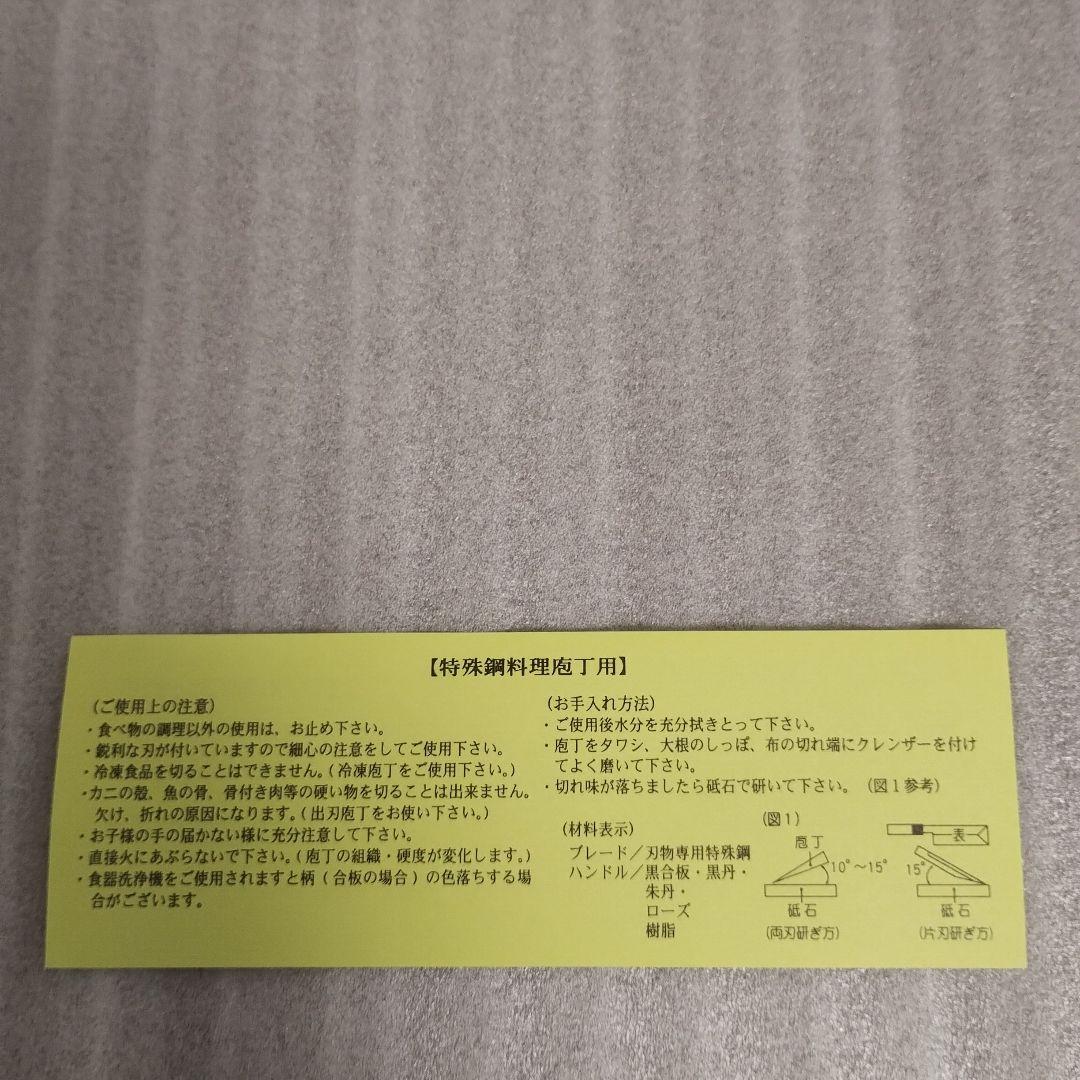 【特殊鋼料理庖丁用】
(ご使用上の注意)
・食べ物の調理以外の使用は、お止め下さい。
・鋭利な刃が付いていますので細心の注意をしてご使用下さい。
・冷凍食品を切ることはできません。(冷凍庖丁をご使用下さい。)
・カニの殻、魚の骨、骨付き肉等の硬い物を切ることは出来ません。
欠け、折れの原因になります。(出刃庖丁をお使い下さい。)
・お子様の手の届かない様に充分注意して下さい。
・直接火にあぶらないで下さい。(庖丁の組織・硬度が変化します。)
・食器洗浄機をご使用されますと柄(合板の場合)の色落ちする場
合がございます。
(お手入れ方法)
・ご使用後水分を充分拭きとって下さい。
・庖丁をタワシ、大根のしっぽ、布の切れ端にクレンザーを付け
てよく磨いて下さい。
・切れ味が落ちましたら砥石で研いで下さい。(図1参考)
(材料表示)
ブレード/刃物専用特殊鋼
ハンドル/黒合板・黒丹・
朱丹・
ローズ
樹脂
(図1)
庖丁
10°~15°
砥石
(両刃研ぎ方)
表
15°
砥石
(片刃研ぎ方)